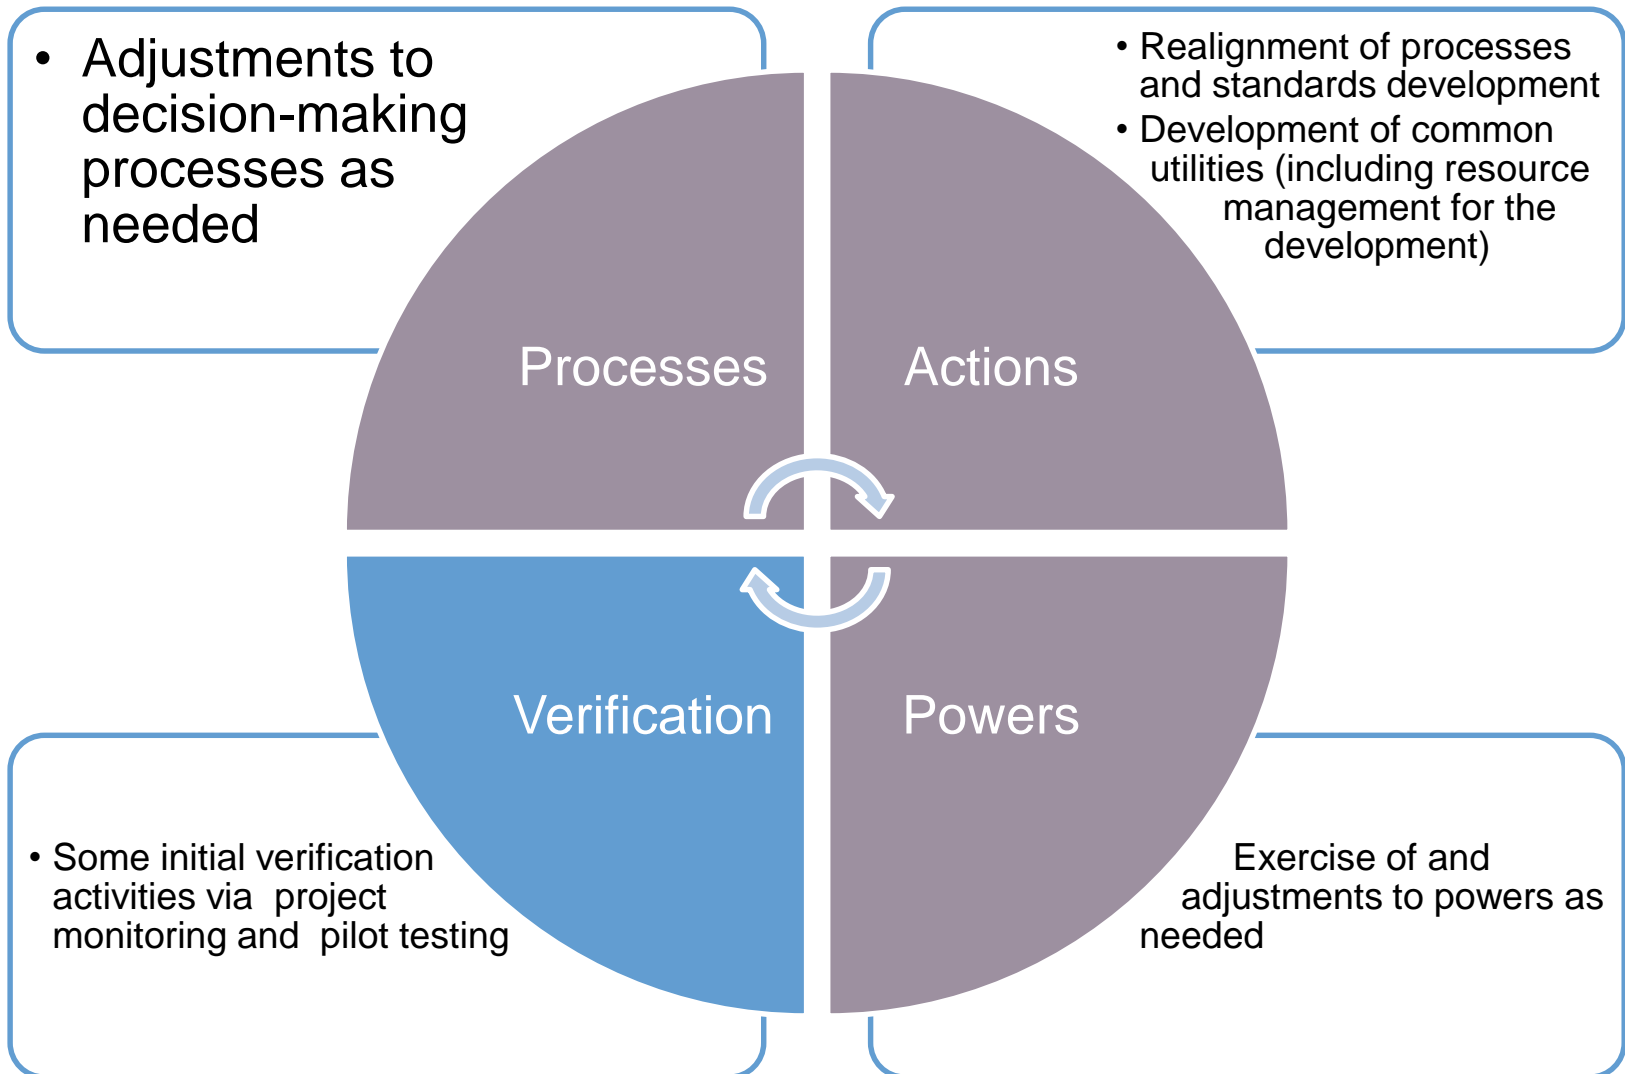 • Adjustments to
decision-making
processes as
needed
• Realignment of processes
and standards development
• Development of common
utilities (including resource
management for the
development)
Processes
Actions
Verification
Powers
• Some initial verification
activities via  project
monitoring and  pilot testing
Exercise of and
adjustments to powers as
needed